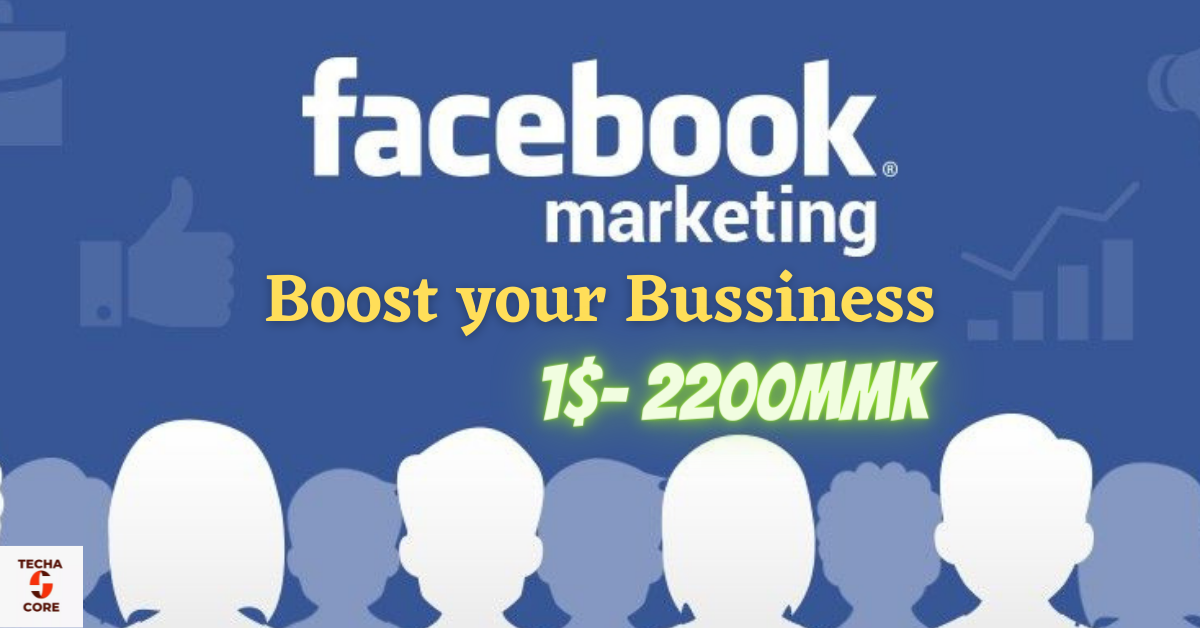 facebook®
marketing
Boost your Bussiness
1$- 2200MMK
TECHA
CORE